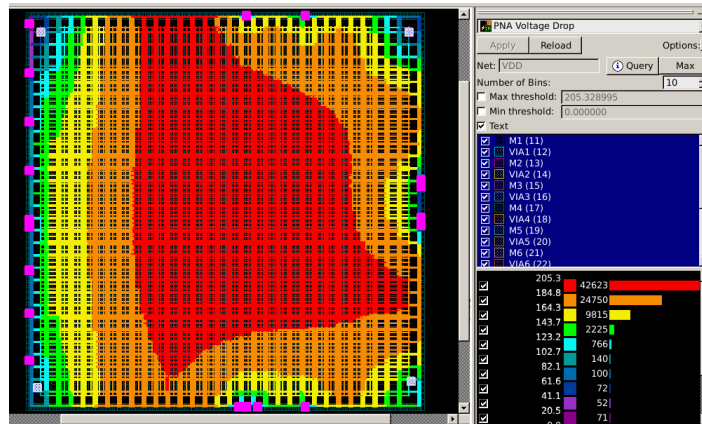 PNA Voltage Drop
Apply Reload Options:
Net: VDD Query Max
Number of Bins: 10
Max threshold: 205.328995
Min threshold: 0.000000
Text
M1 (11)
VIA1 (12)
M2 (13)
VIA2 (14)
M3 (15)
VIA3 (16)
M4 (17)
VIA4 (18)
M5 (19)
VIA5 (20)
M6 (21)
VIA6 (22)
205.3
42623
184.8
24750
164.3
9815
143.7
2225
123.2
766
102.7
140
82.1
100
61.6
72
41.1
52
20.5
71
0.0